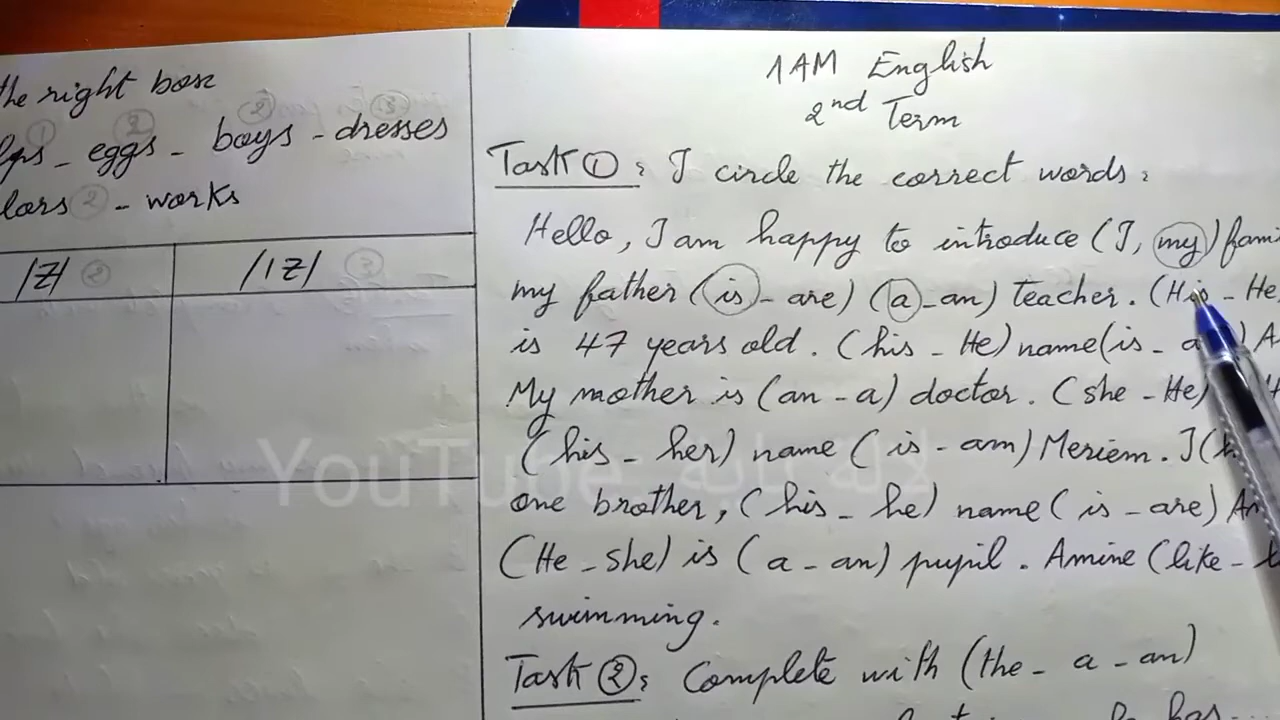 the right box
eggs - boys - dresses
- works
/Z/ /IZ/
1AM English
2nd Term
Task ① : I circle the correct words :
Hello, I am happy to introduce (I, my)
my father (is - are) (a - an) teacher. (His - He
is 47 years old. (his - He) name (is -
My mother is (an - a) doctor. (she - He)
(his - her) name (is - am) Meriem. I
one brother, (his - he) name (is - are)
(He - she) is (a - an) pupil. Amine (like -
swimming.
Task ② : Complete with (the - a - an)
has
YouTube